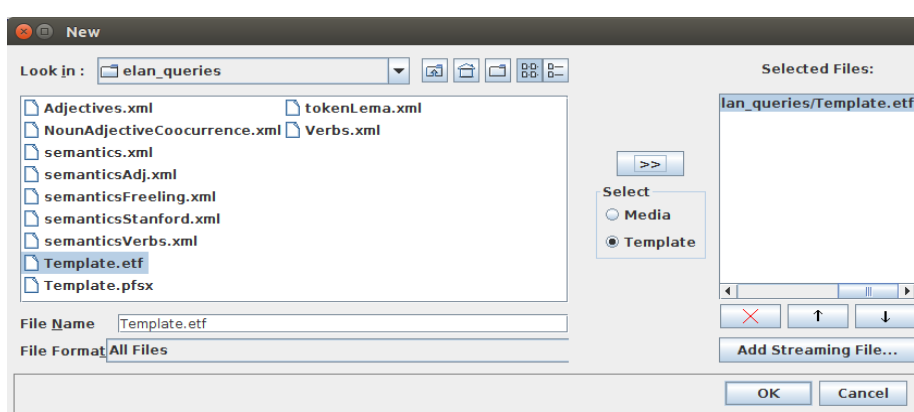 New
Look in : elan_queries
Selected Files:
Adjectives.xml
NounAdjectiveCoocurrence.xml
semantics.xml
semanticsAdj.xml
semanticsFreeling.xml
semanticsStanford.xml
semanticsVerbs.xml
Template.etf
Template.pfsx
tokenLema.xml
Verbs.xml
>>
Select
Media
Template
lan_queries/Template.etf
File Name Template.etf
File Format All Files
Add Streaming File...
OK Cancel